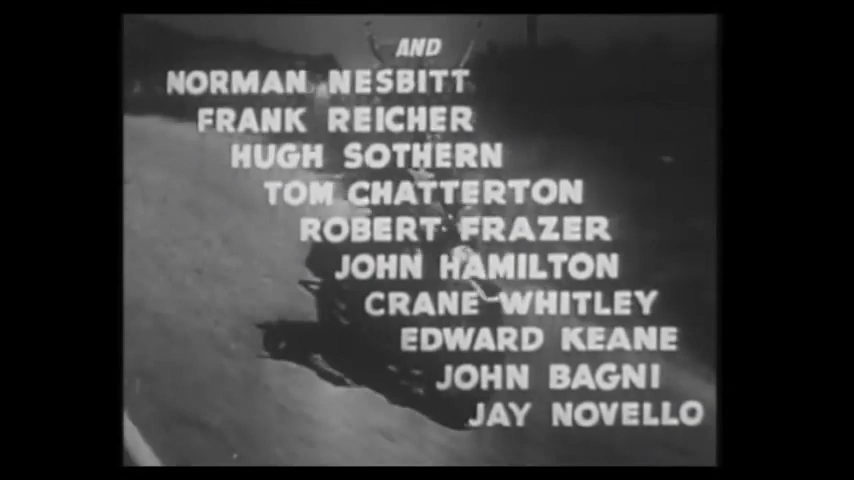 AND
NORMAN NESBITT
FRANK REICHER
HUGH SOTHERN
TOM CHATTERTON
ROBERT FRAZER
JOHN HAMILTON
CRANE WHITLEY
EDWARD KEANE
JOHN BAGNI
JAY NOVELLO